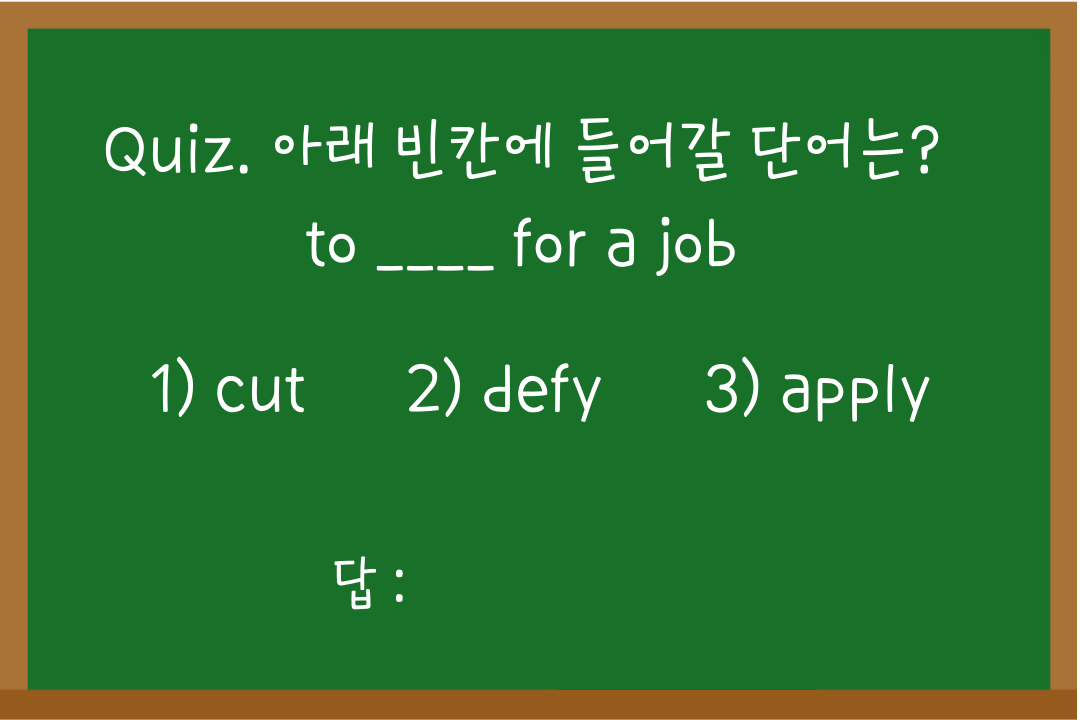 Quiz. 아래 빈칸에 들어갈 단어는?
to ____ for a job
1) cut 2) defy 3) apply
답 :